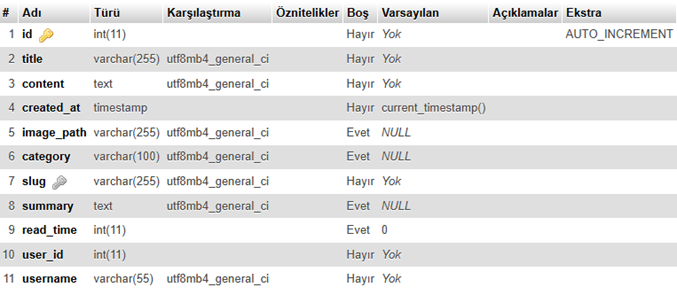 # Adı Türü Karşılaştırma Öznitelikler Boş Varsayılan Açıklamalar Ekstra
1 id int(11) Hayır Yok AUTO_INCREMENT
2 title varchar(255) utf8mb4_general_ci Hayır Yok
3 content text utf8mb4_general_ci Hayır Yok
4 created_at timestamp Hayır current_timestamp()
5 image_path varchar(255) utf8mb4_general_ci Evet NULL
6 category varchar(100) utf8mb4_general_ci Evet NULL
7 slug varchar(255) utf8mb4_general_ci Hayır Yok
8 summary text utf8mb4_general_ci Evet NULL
9 read_time int(11) Evet 0
10 user_id int(11) Hayır Yok
11 username varchar(55) utf8mb4_general_ci Hayır Yok